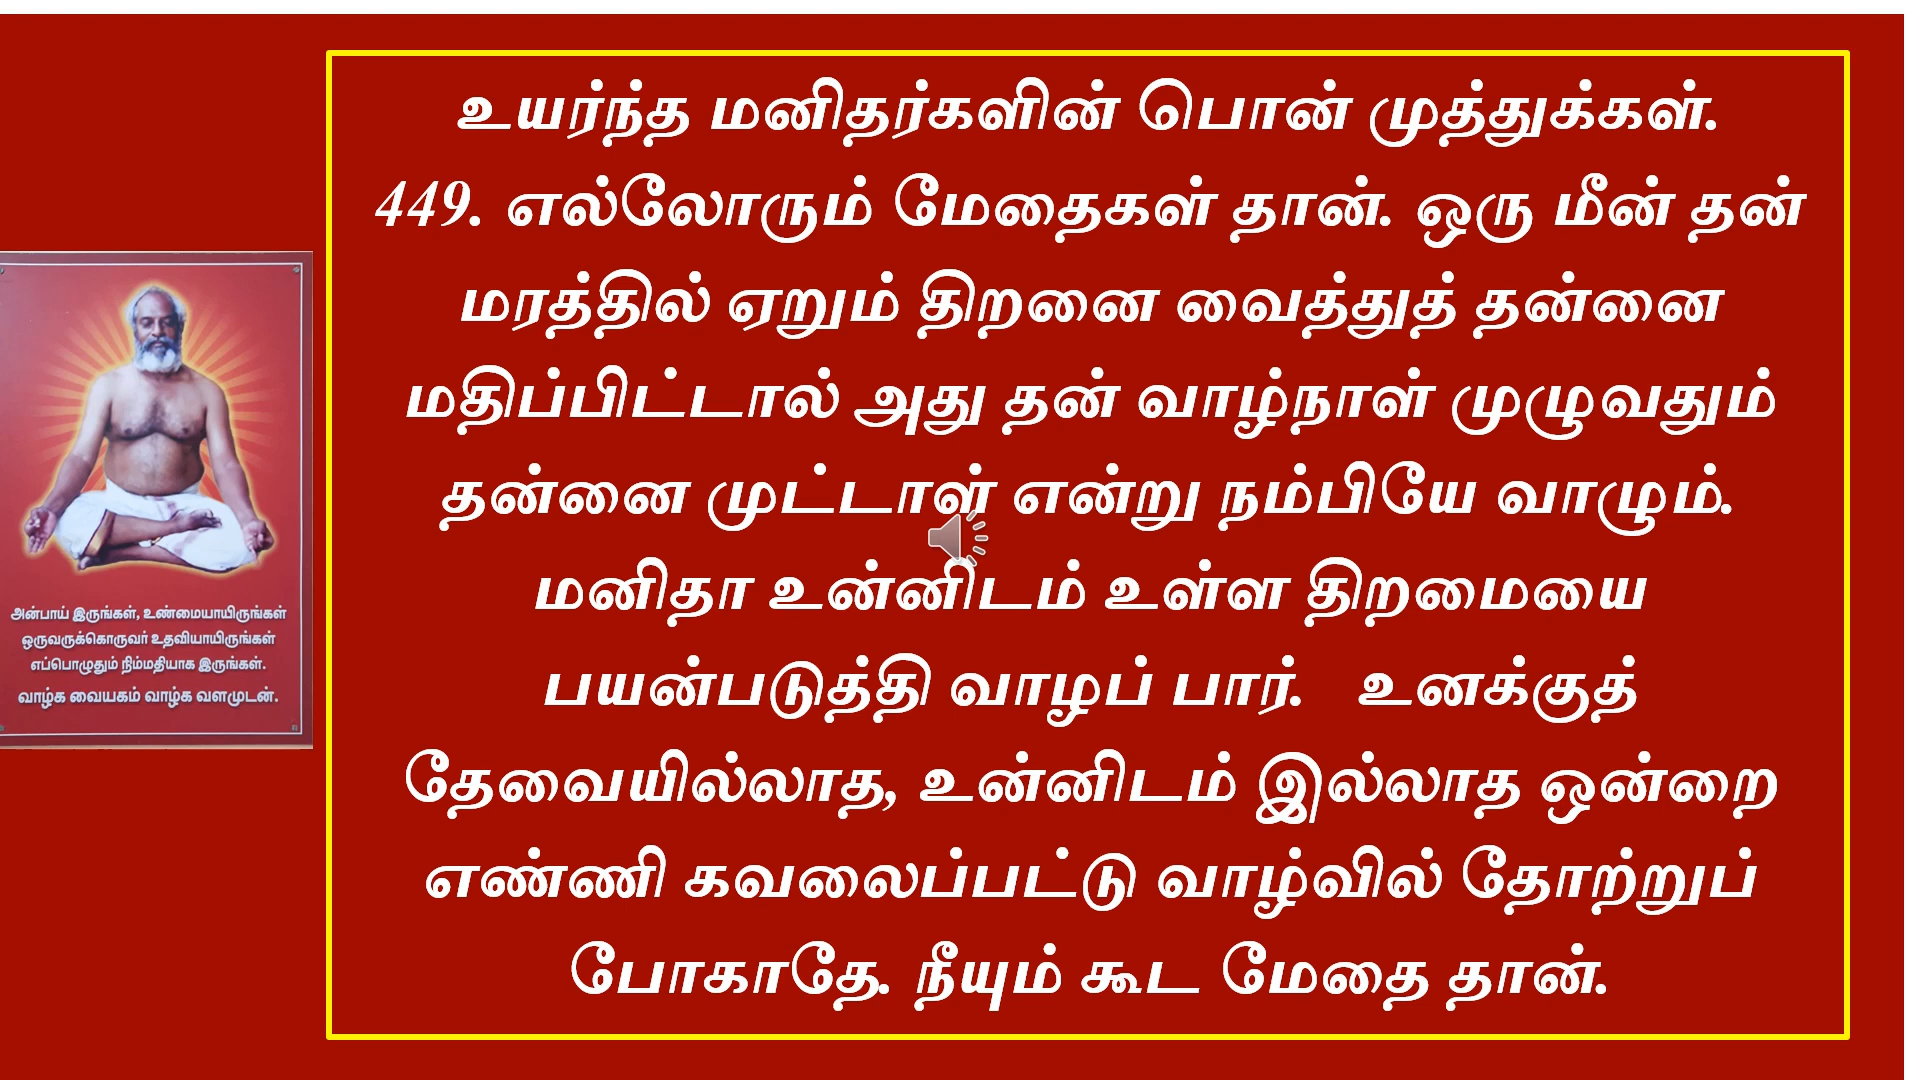 உயர்ந்த மனிதர்களின் பொன் முத்துக்கள்.
449. எல்லோரும் மேதைகள் தான். ஒரு மீன் தன்
மரத்தில் ஏறும் திறனை வைத்துத் தன்னை
மதிப்பிட்டால் அது தன் வாழ்நாள் முழுவதும்
தன்னை முட்டாள் என்று நம்பியே வாழும்.
மனிதா உன்னிடம் உள்ள திறமையை
பயன்படுத்தி வாழப் பார். உனக்குத்
தேவையில்லாத, உன்னிடம் இல்லாத ஒன்றை
எண்ணி கவலைப்பட்டு வாழ்வில் தோற்றுப்
போகாதே. நீயும் கூட மேதை தான்.
அன்பாய் இருங்கள், உண்மையாயிருங்கள்
ஒருவருக்கொருவர் உதவியாயிருங்கள்
எப்பொழுதும் நிம்மதியாக இருங்கள்.
வாழ்க வையகம் வாழ்க வளமுடன்.